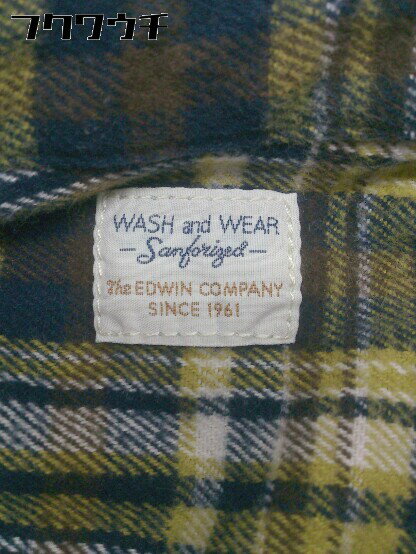 フクワウチ
WASH and WEAR
-Sanforized-
The EDWIN COMPANY
SINCE 1961